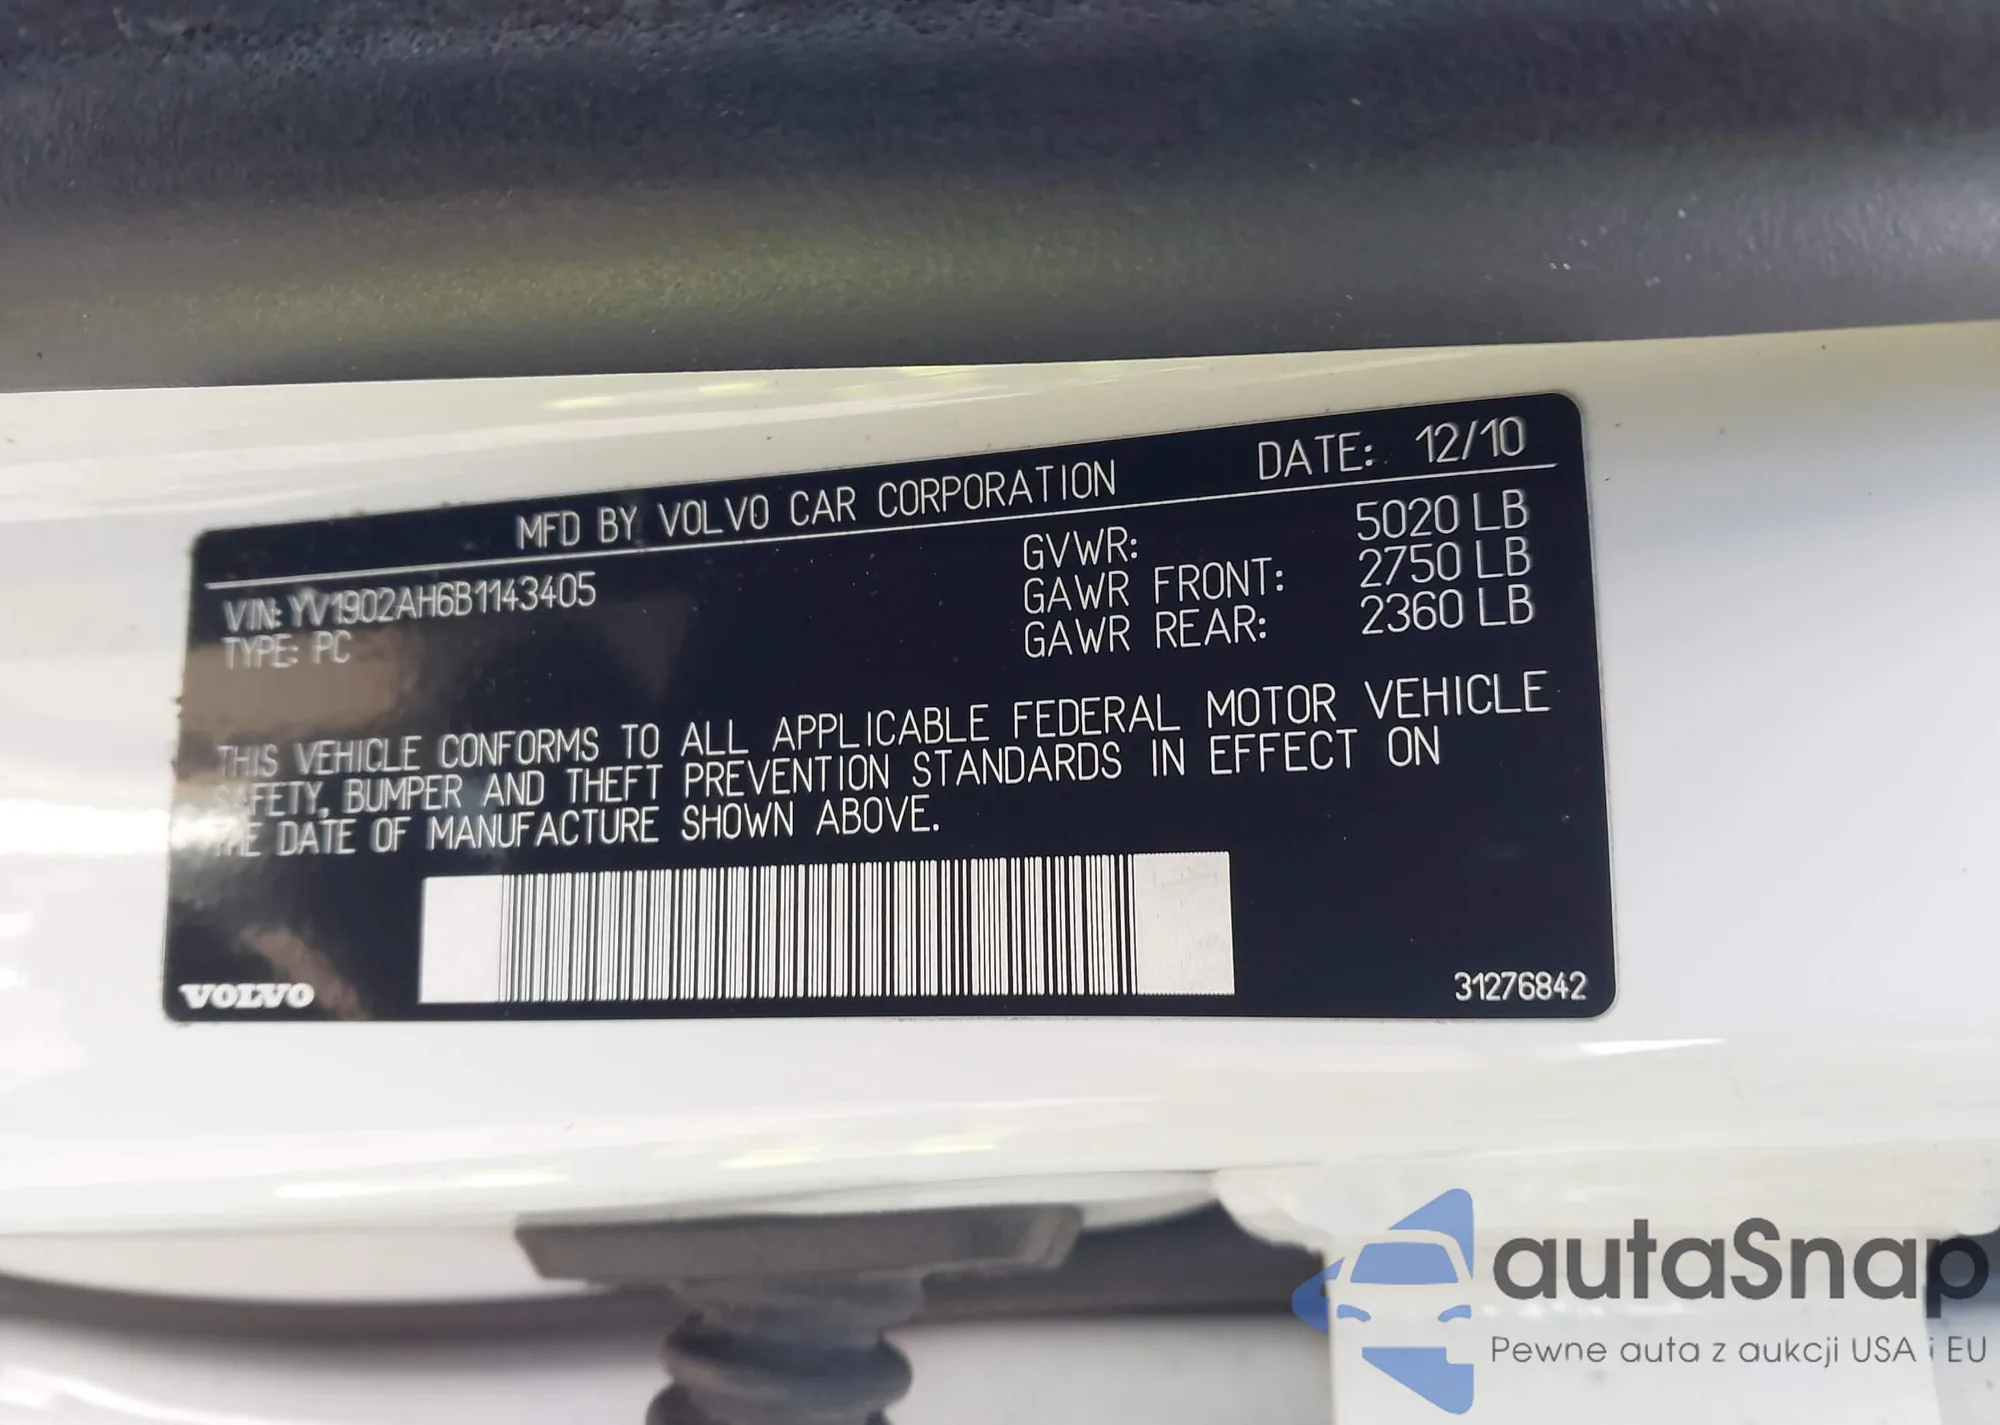 MFD BY VOLVO CAR CORPORATION DATE: 12/10
VIN: YV1902AH6B1143405
TYPE: PC
GVWR: 5020 LB
GAWR FRONT: 2750 LB
GAWR REAR: 2360 LB
THIS VEHICLE CONFORMS TO ALL APPLICABLE FEDERAL MOTOR VEHICLE
SAFETY, BUMPER AND THEFT PREVENTION STANDARDS IN EFFECT ON
THE DATE OF MANUFACTURE SHOWN ABOVE.
VOLVO
31276842
autaSnap
Pewne auta z aukcji USA i EU